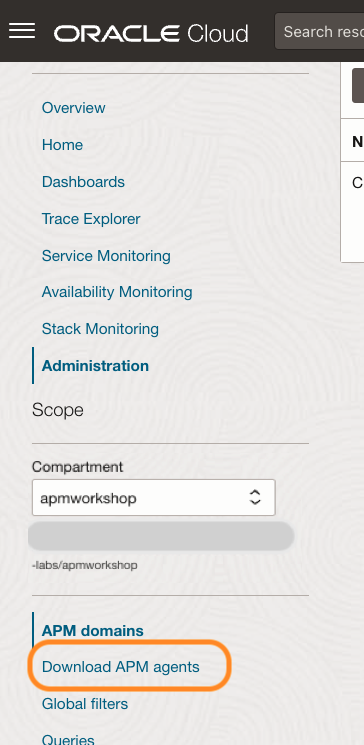 ORACLE Cloud
Search reso
Overview
Home
Dashboards
Trace Explorer
Service Monitoring
Availability Monitoring
Stack Monitoring
Administration
Scope
Compartment
apmworkshop
-labs/apmworkshop
APM domains
Download APM agents
Global filters
Queries
N
C